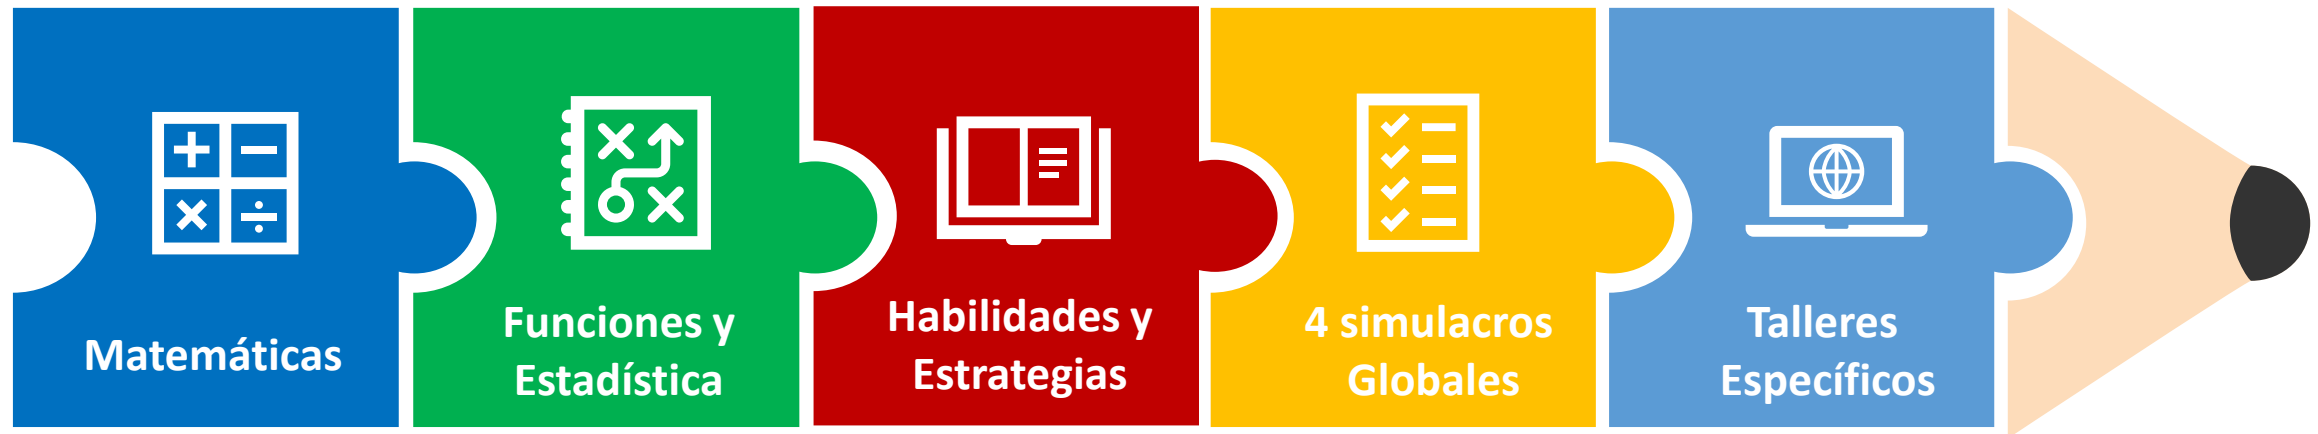 Matemáticas
Funciones y
Estadística
Habilidades y
Estrategias
4 simulacros
Globales
Talleres
Específicos